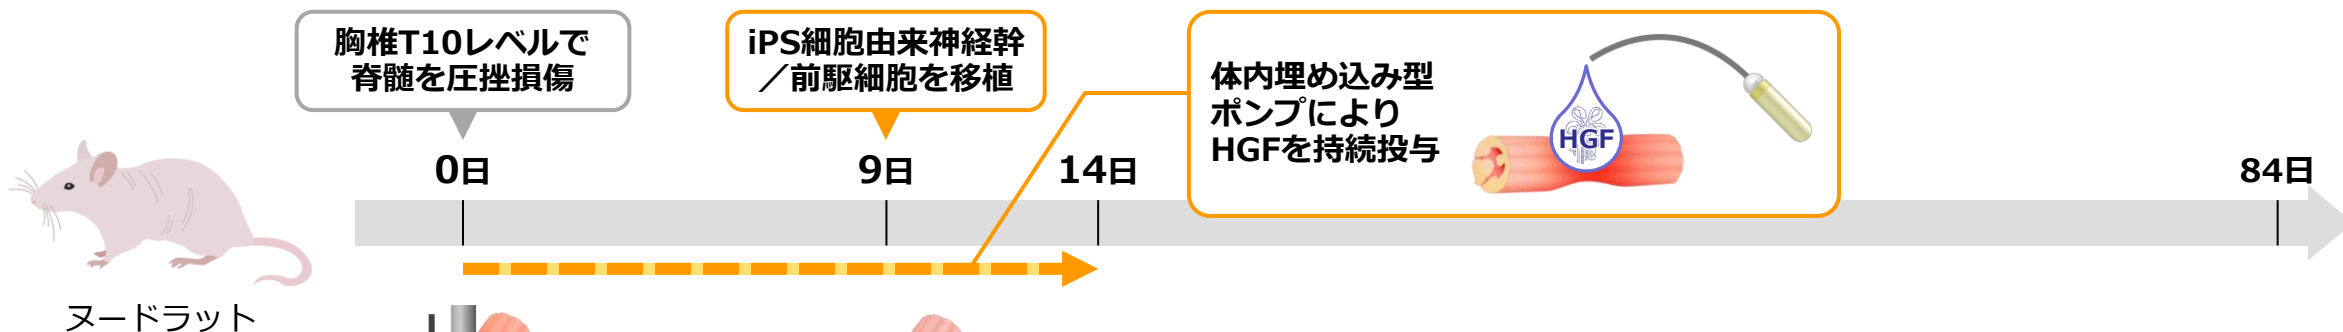 胸椎T10レベルで
脊髄を圧挫損傷
iPS細胞由来神経幹
／前駆細胞を移植
体内埋め込み型
ポンプにより
HGFを持続投与
HGF
0日
9日
14日
84日
ヌードラット